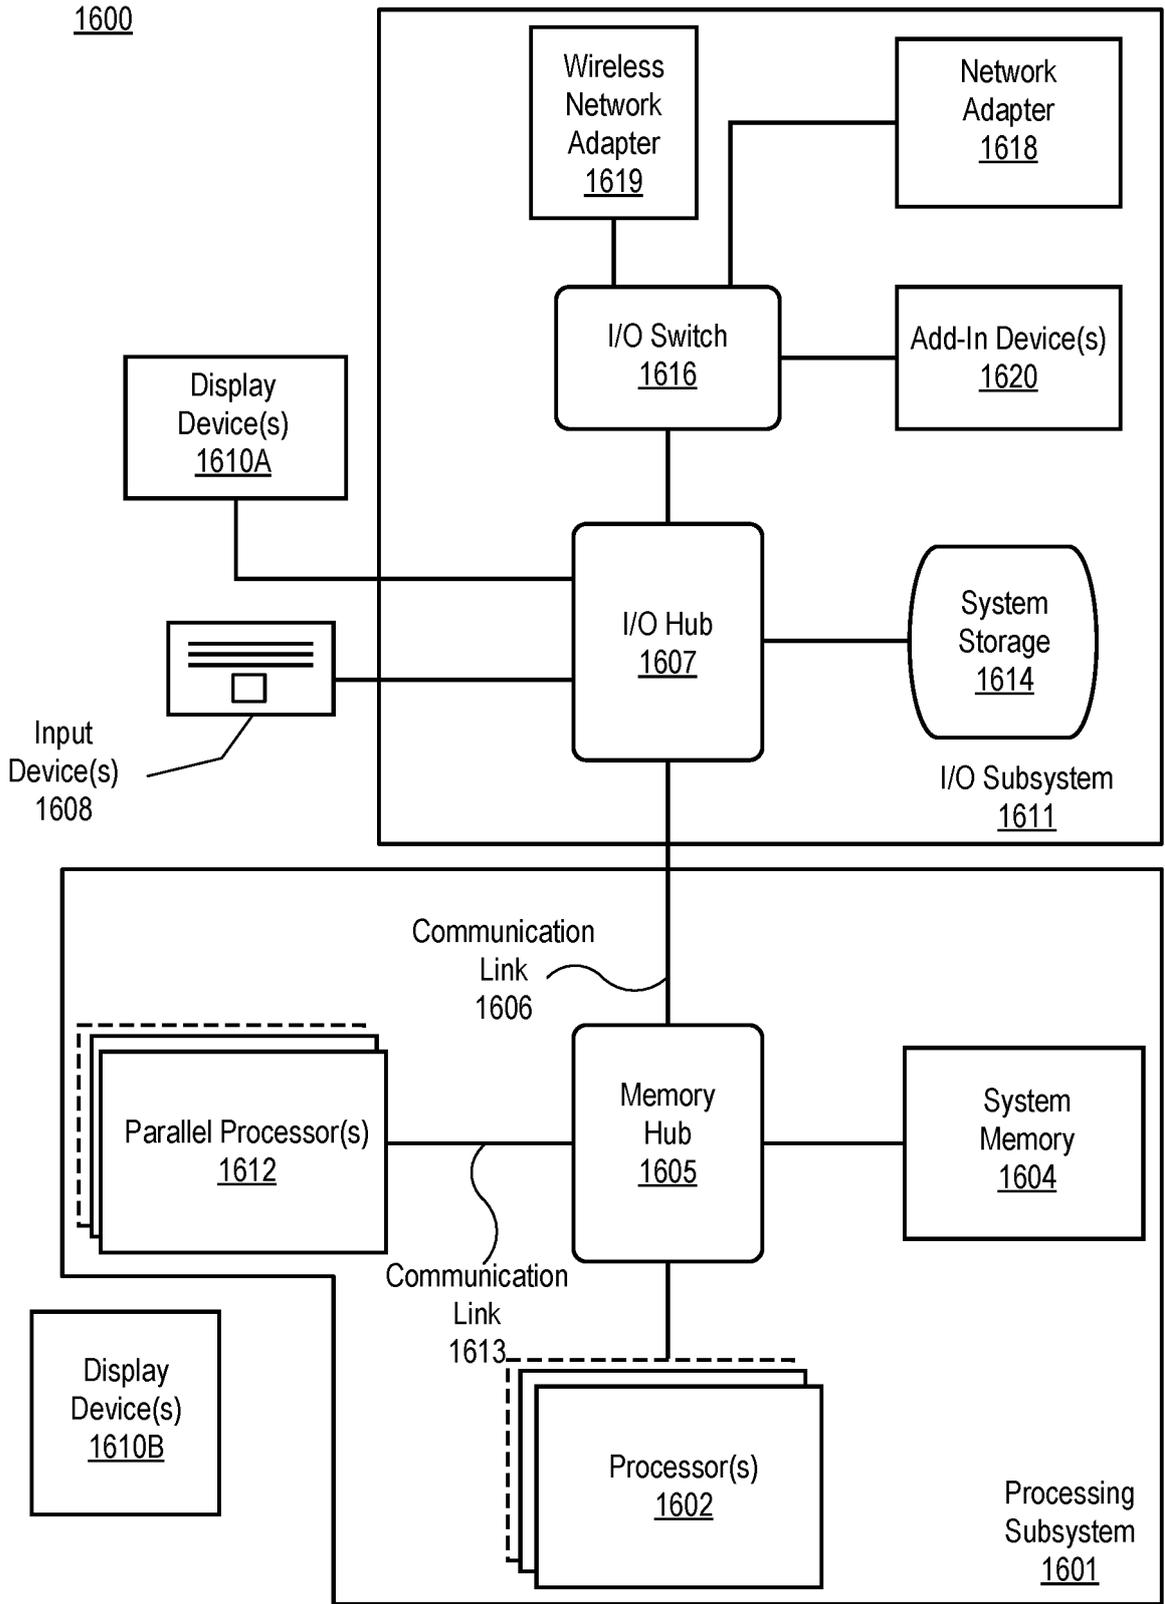 1600
Wireless
Network
Adapter
1619
Network
Adapter
1618
I/O Switch
1616
Add-In Device(s)
1620
Display
Device(s)
1610A
I/O Hub
1607
System
Storage
1614
Input
Device(s)
1608
I/O Subsystem
1611
Communication
Link
1606
Parallel Processor(s)
1612
Memory
Hub
1605
System
Memory
1604
Communication
Link
1613
Display
Device(s)
1610B
Processor(s)
1602
Processing
Subsystem
1601